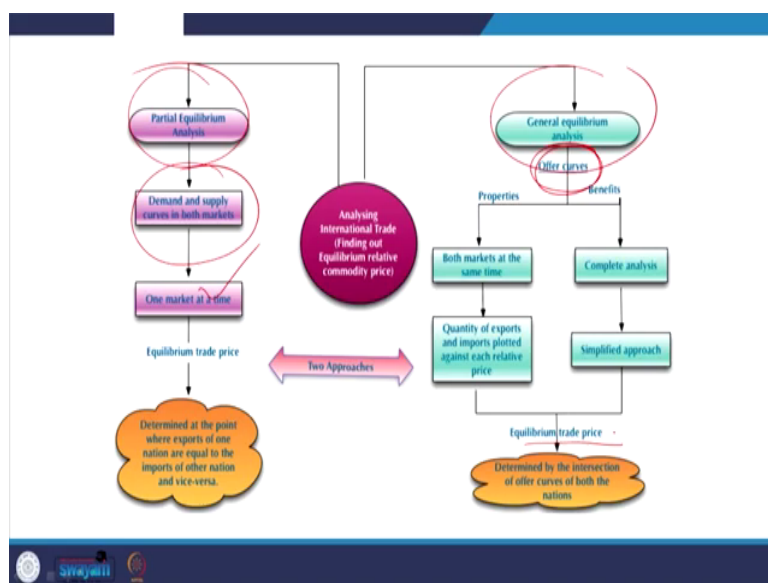 Partial Equilibrium
Analysis
Demand and supply
curves in both markets
One market at a time
Equilibrium trade price
Determined at the point
where exports of one
nation are equal to the
imports of other nation
and vice-versa.
Analysing
International Trade
(Finding out
Equilibrium relative
commodity price)
Two Approaches
General equilibrium
analysis
Offer curves
Properties
Benefits
Both markets at the
same time
Complete analysis
Quantity of exports
and imports plotted
against each relative
price
Simplified approach
Equilibrium trade price
Determined by the intersection
of offer curves of both the
nations
swayam